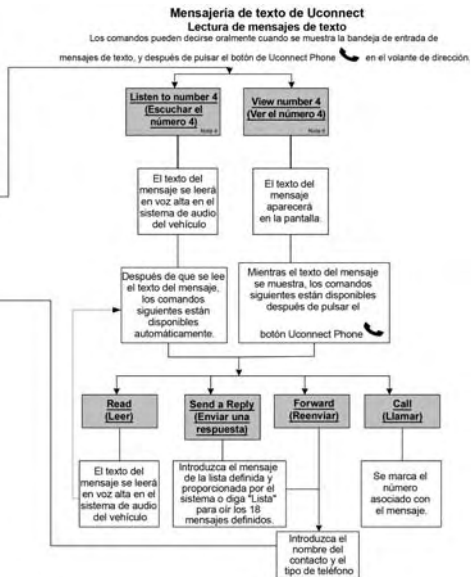 Mensajería de texto de Uconnect
Lectura de mensajes de texto
Los comandos pueden decirse oralmente cuando se muestra la bandeja de entrada de
mensajes de texto, y después de pulsar el botón de Uconnect Phone en el volante de dirección.
Listen to number 4
(Escuchar el
número 4)
Note 4
View number 4
(Ver el número 4)
Note 4
El texto del
mensaje se leerá
en voz alta en el
sistema de audio
del vehículo
El texto del
mensaje
aparecerá
en la pantalla.
Después de que se lee
el texto del mensaje,
los comandos
siguientes están
disponibles
automáticamente.
Mientras el texto del mensaje
se muestra, los comandos
siguientes están disponibles
después de pulsar el
botón Uconnect Phone
Read
(Leer)
Send a Reply
(Enviar una
respuesta)
Forward
(Reenviar)
Call
(Llamar)
El texto del
mensaje se leerá
en voz alta en el
sistema de audio
del vehículo
Introduzca el mensaje
de la lista definida y
proporcionada por el
sistema o diga "Lista"
para oír los 18
mensajes definidos.
Se marca el
número
asociado con
el mensaje.
Introduzca el
nombre del
contacto y el
tipo de teléfono